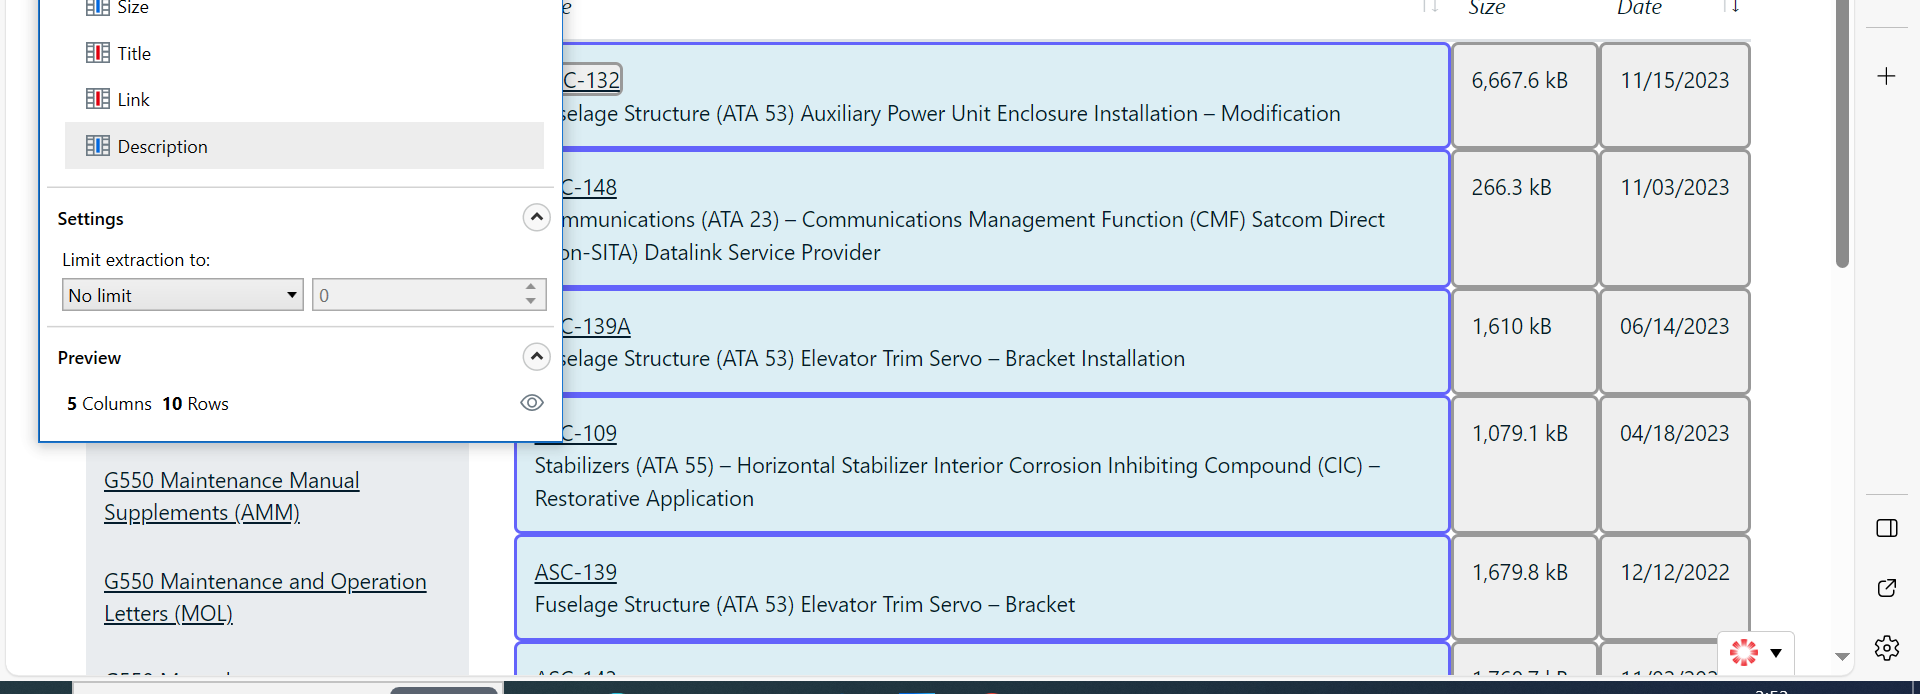 Size
Title
Link
Description
Settings
Limit extraction to:
No limit
0
Preview
5 Columns 10 Rows
G550 Maintenance Manual
Supplements (AMM)
G550 Maintenance and Operation
Letters (MOL)
Size
Date
C-132
selage Structure (ATA 53) Auxiliary Power Unit Enclosure Installation – Modification
6,667.6 kB
11/15/2023
C-148
mmunications (ATA 23) – Communications Management Function (CMF) Satcom Direct
on-SITA) Datalink Service Provider
266.3 kB
11/03/2023
C-139A
selage Structure (ATA 53) Elevator Trim Servo – Bracket Installation
1,610 kB
06/14/2023
C-109
Stabilizers (ATA 55) – Horizontal Stabilizer Interior Corrosion Inhibiting Compound (CIC) –
Restorative Application
1,079.1 kB
04/18/2023
ASC-139
Fuselage Structure (ATA 53) Elevator Trim Servo – Bracket
1,679.8 kB
12/12/2022